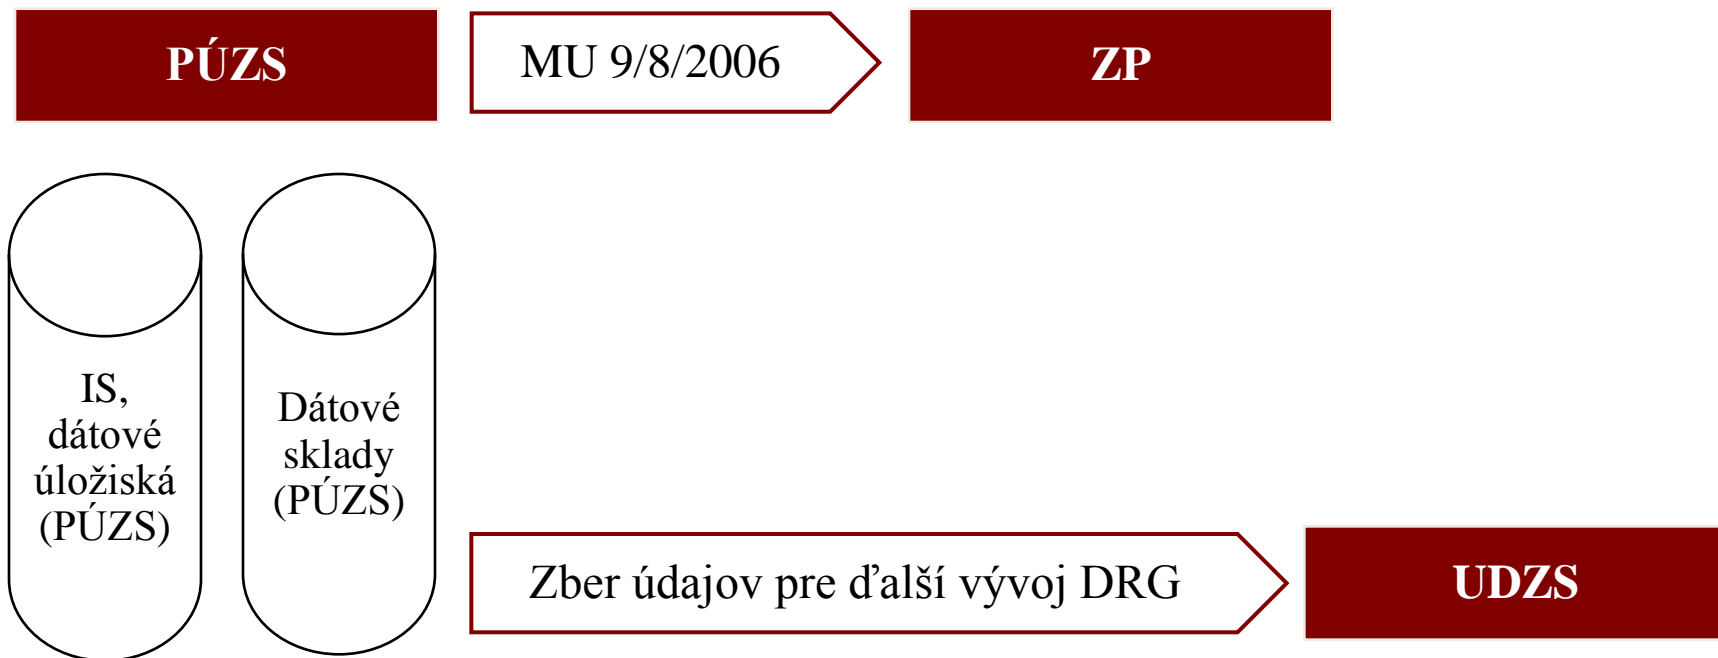 PÚZS
MU 9/8/2006
ZP
IS,
dátové
úložiská
(PÚZS)
Dátové
sklady
(PÚZS)
Zber údajov pre ďalší vývoj DRG
UDZS